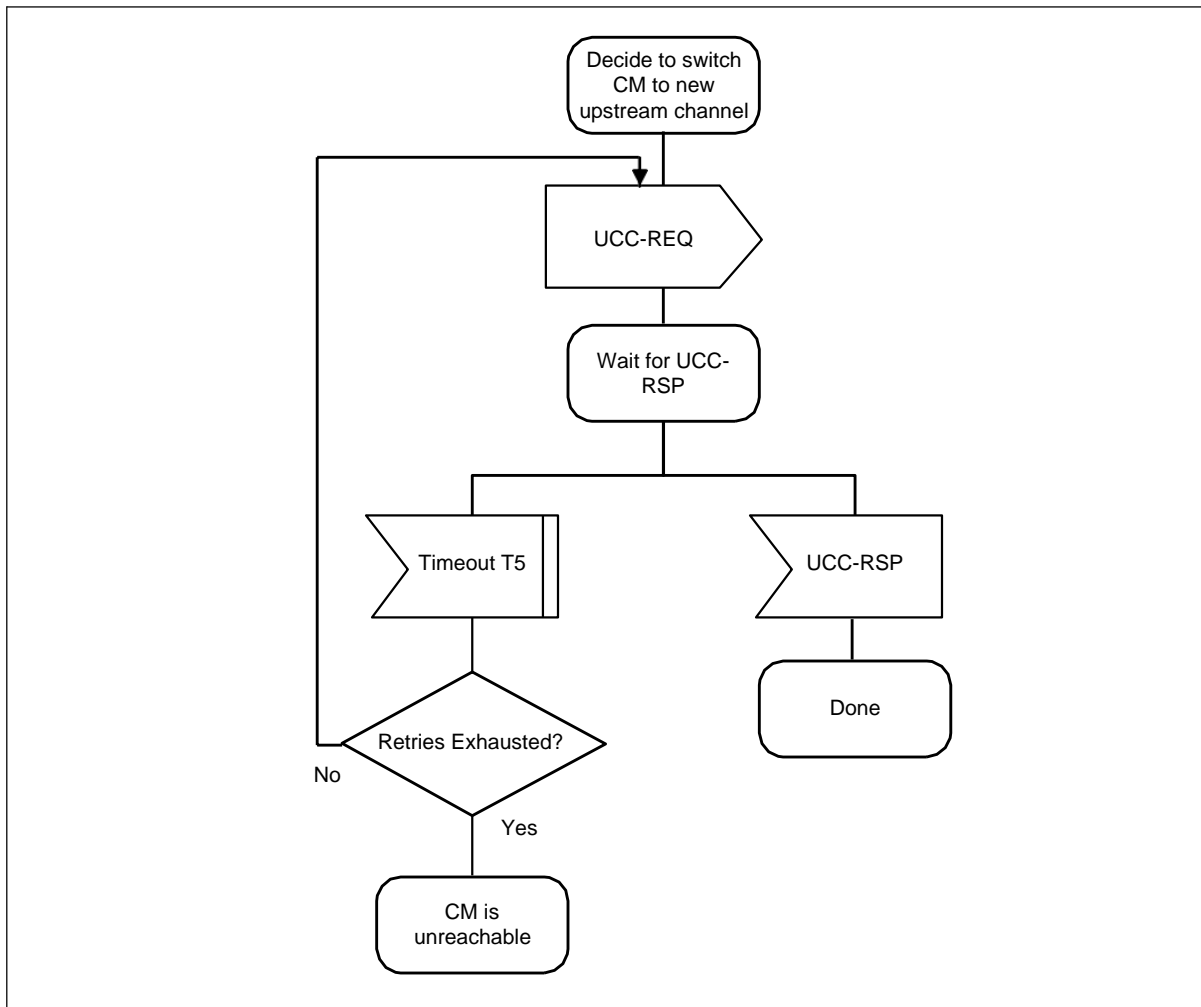 Decide to switch
CM to new
upstream channel
UCC-REQ
Wait for UCC-
RSP
Timeout T5
UCC-RSP
Retries Exhausted?
Done
No
Yes
CM is
unreachable